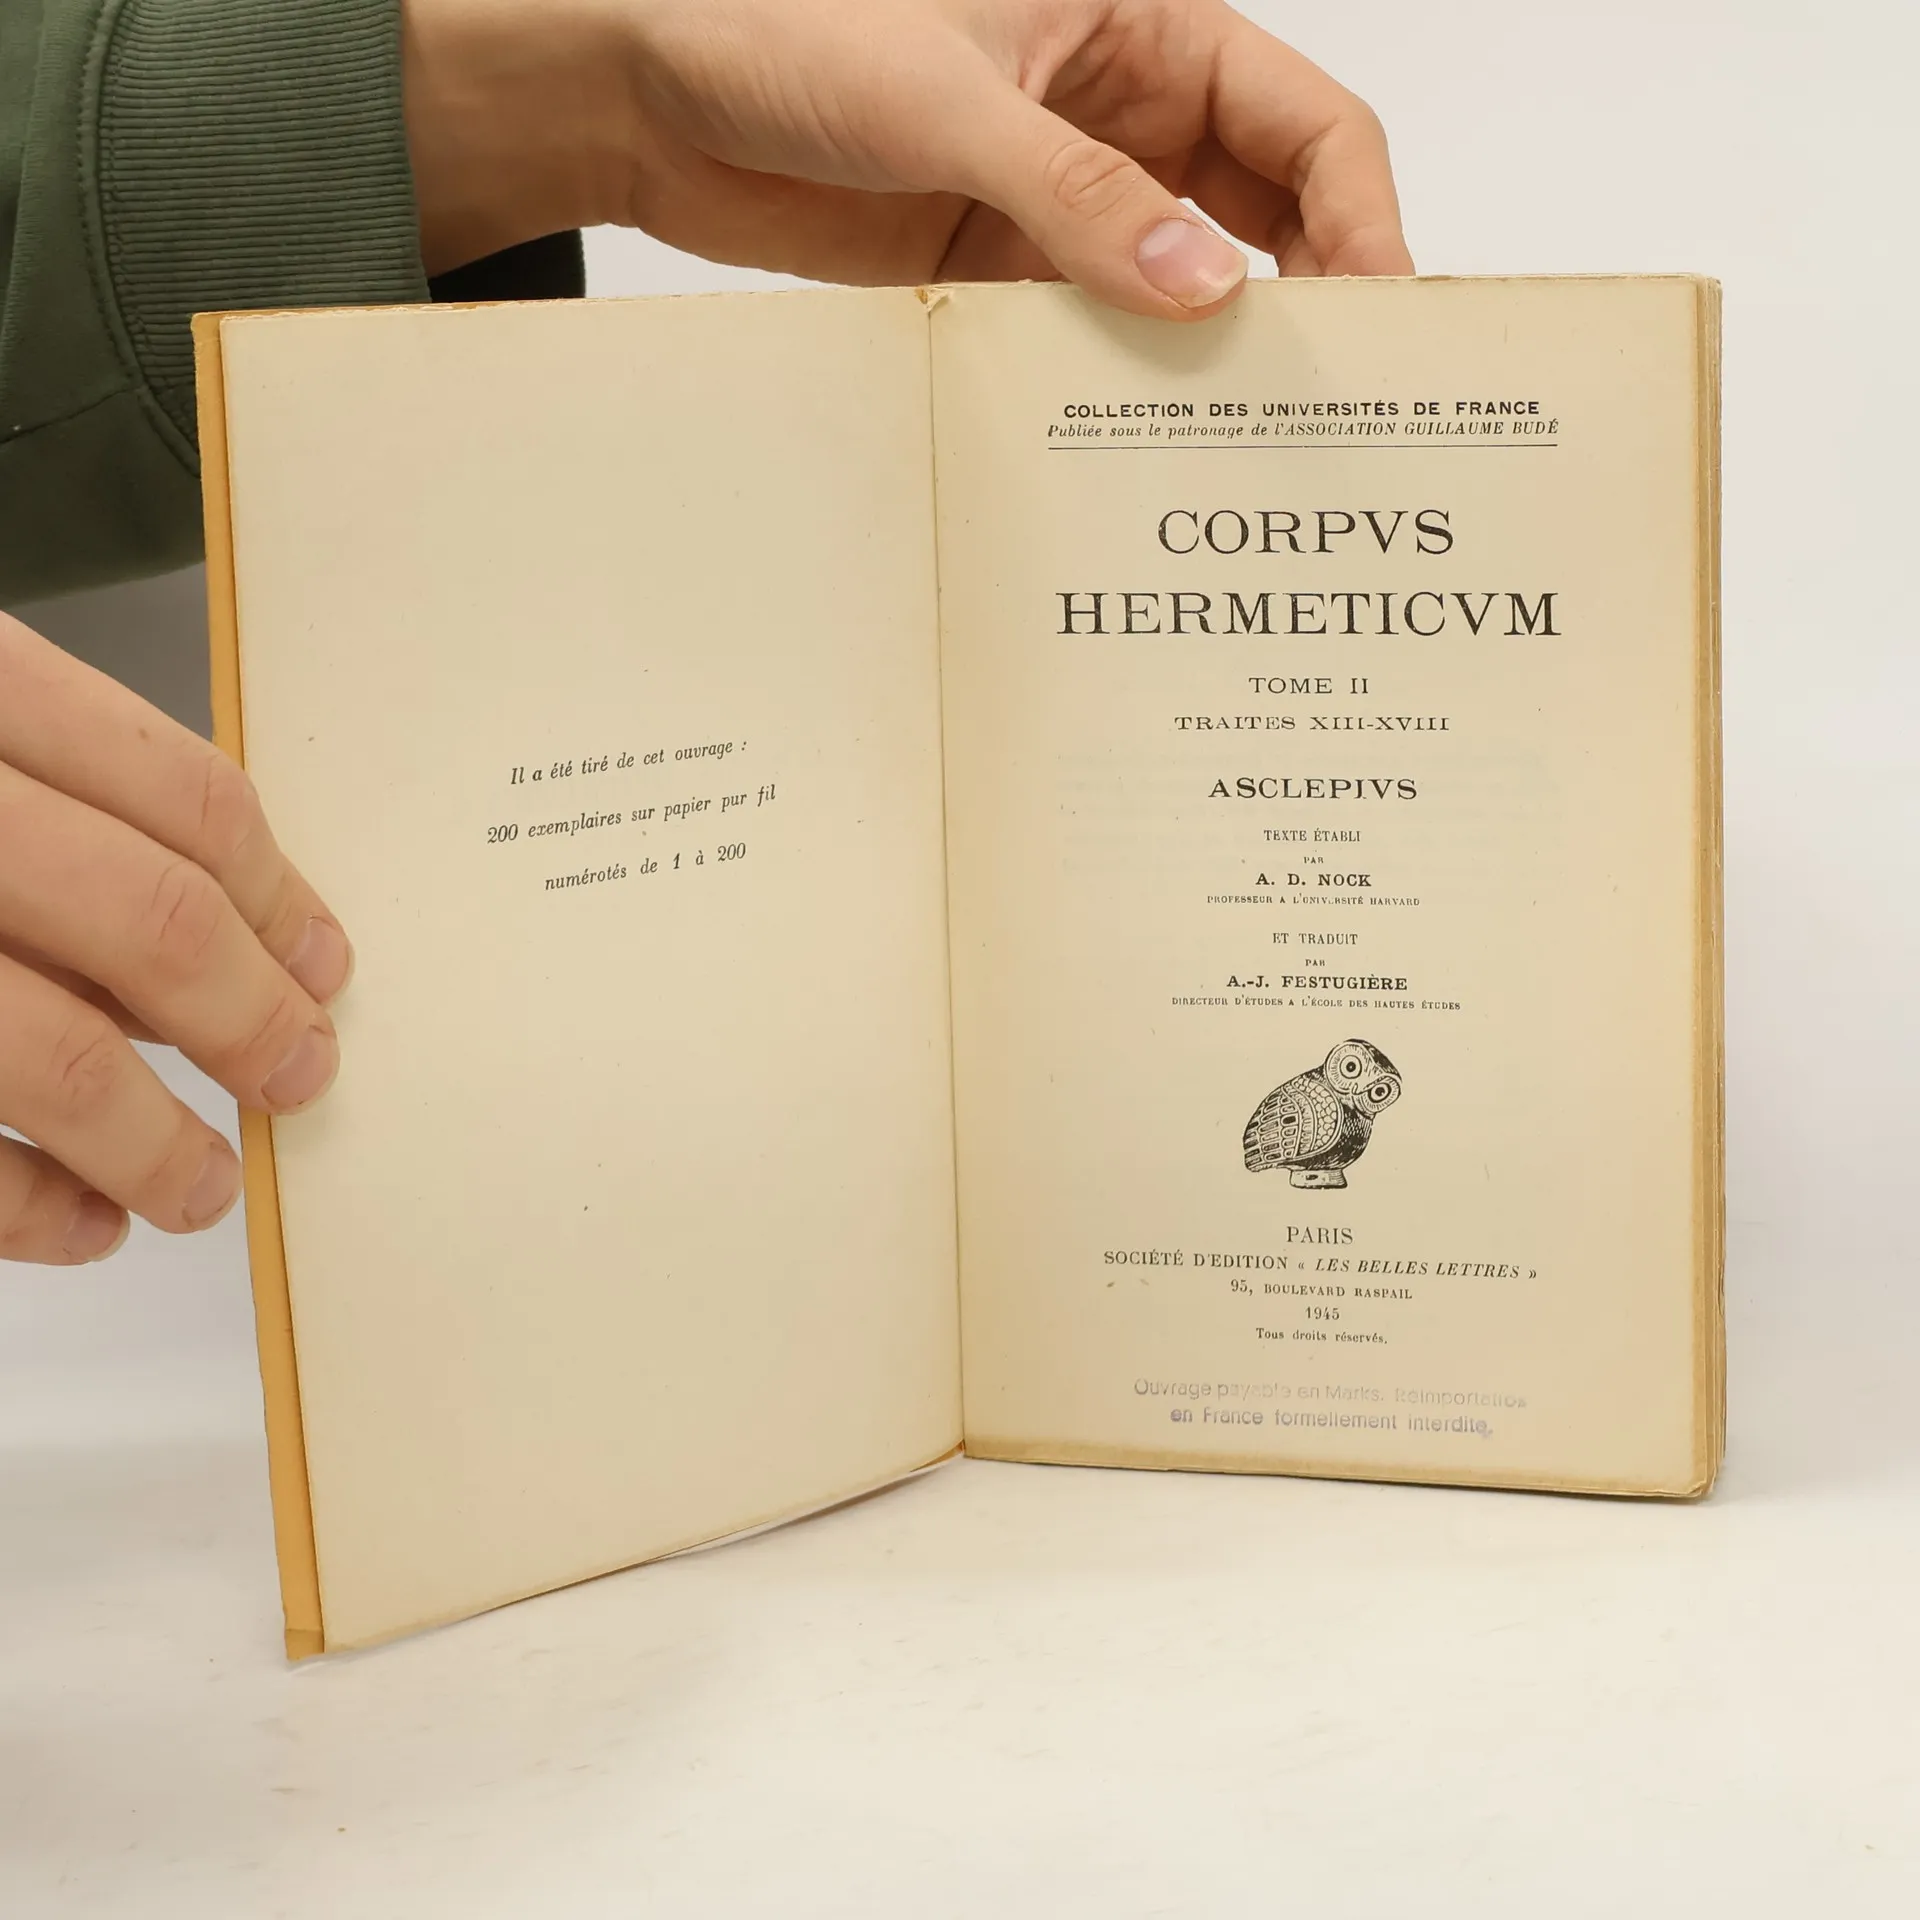 Il a été tiré de cet ouvrage :
200 exemplaires sur papier pur fil
numérotés de 1 à 200
COLLECTION DES UNIVERSITÉS DE FRANCE
Publiée sous le patronage de l'ASSOCIATION GUILLAUME BUDÉ
CORPVS
HERMETICVM
TOME II
TRAITES XIII-XVIII
ASCLEPIVS
TEXTE ÉTABLI
PAR
A. D. NOCK
PROFESSEUR A L'UNIVERSITÉ HARVARD
ET TRADUIT
PAR
A.-J. FESTUGIÈRE
DIRECTEUR D'ÉTUDES A L'ÉCOLE DES HAUTES ÉTUDES
PARIS
SOCIÉTÉ D'EDITION « LES BELLES LETTRES »
95, BOULEVARD RASPAIL
1945
Tous droits réservés.
Ouvrage payable en Marks. Réimportation
en France formellement interdite.